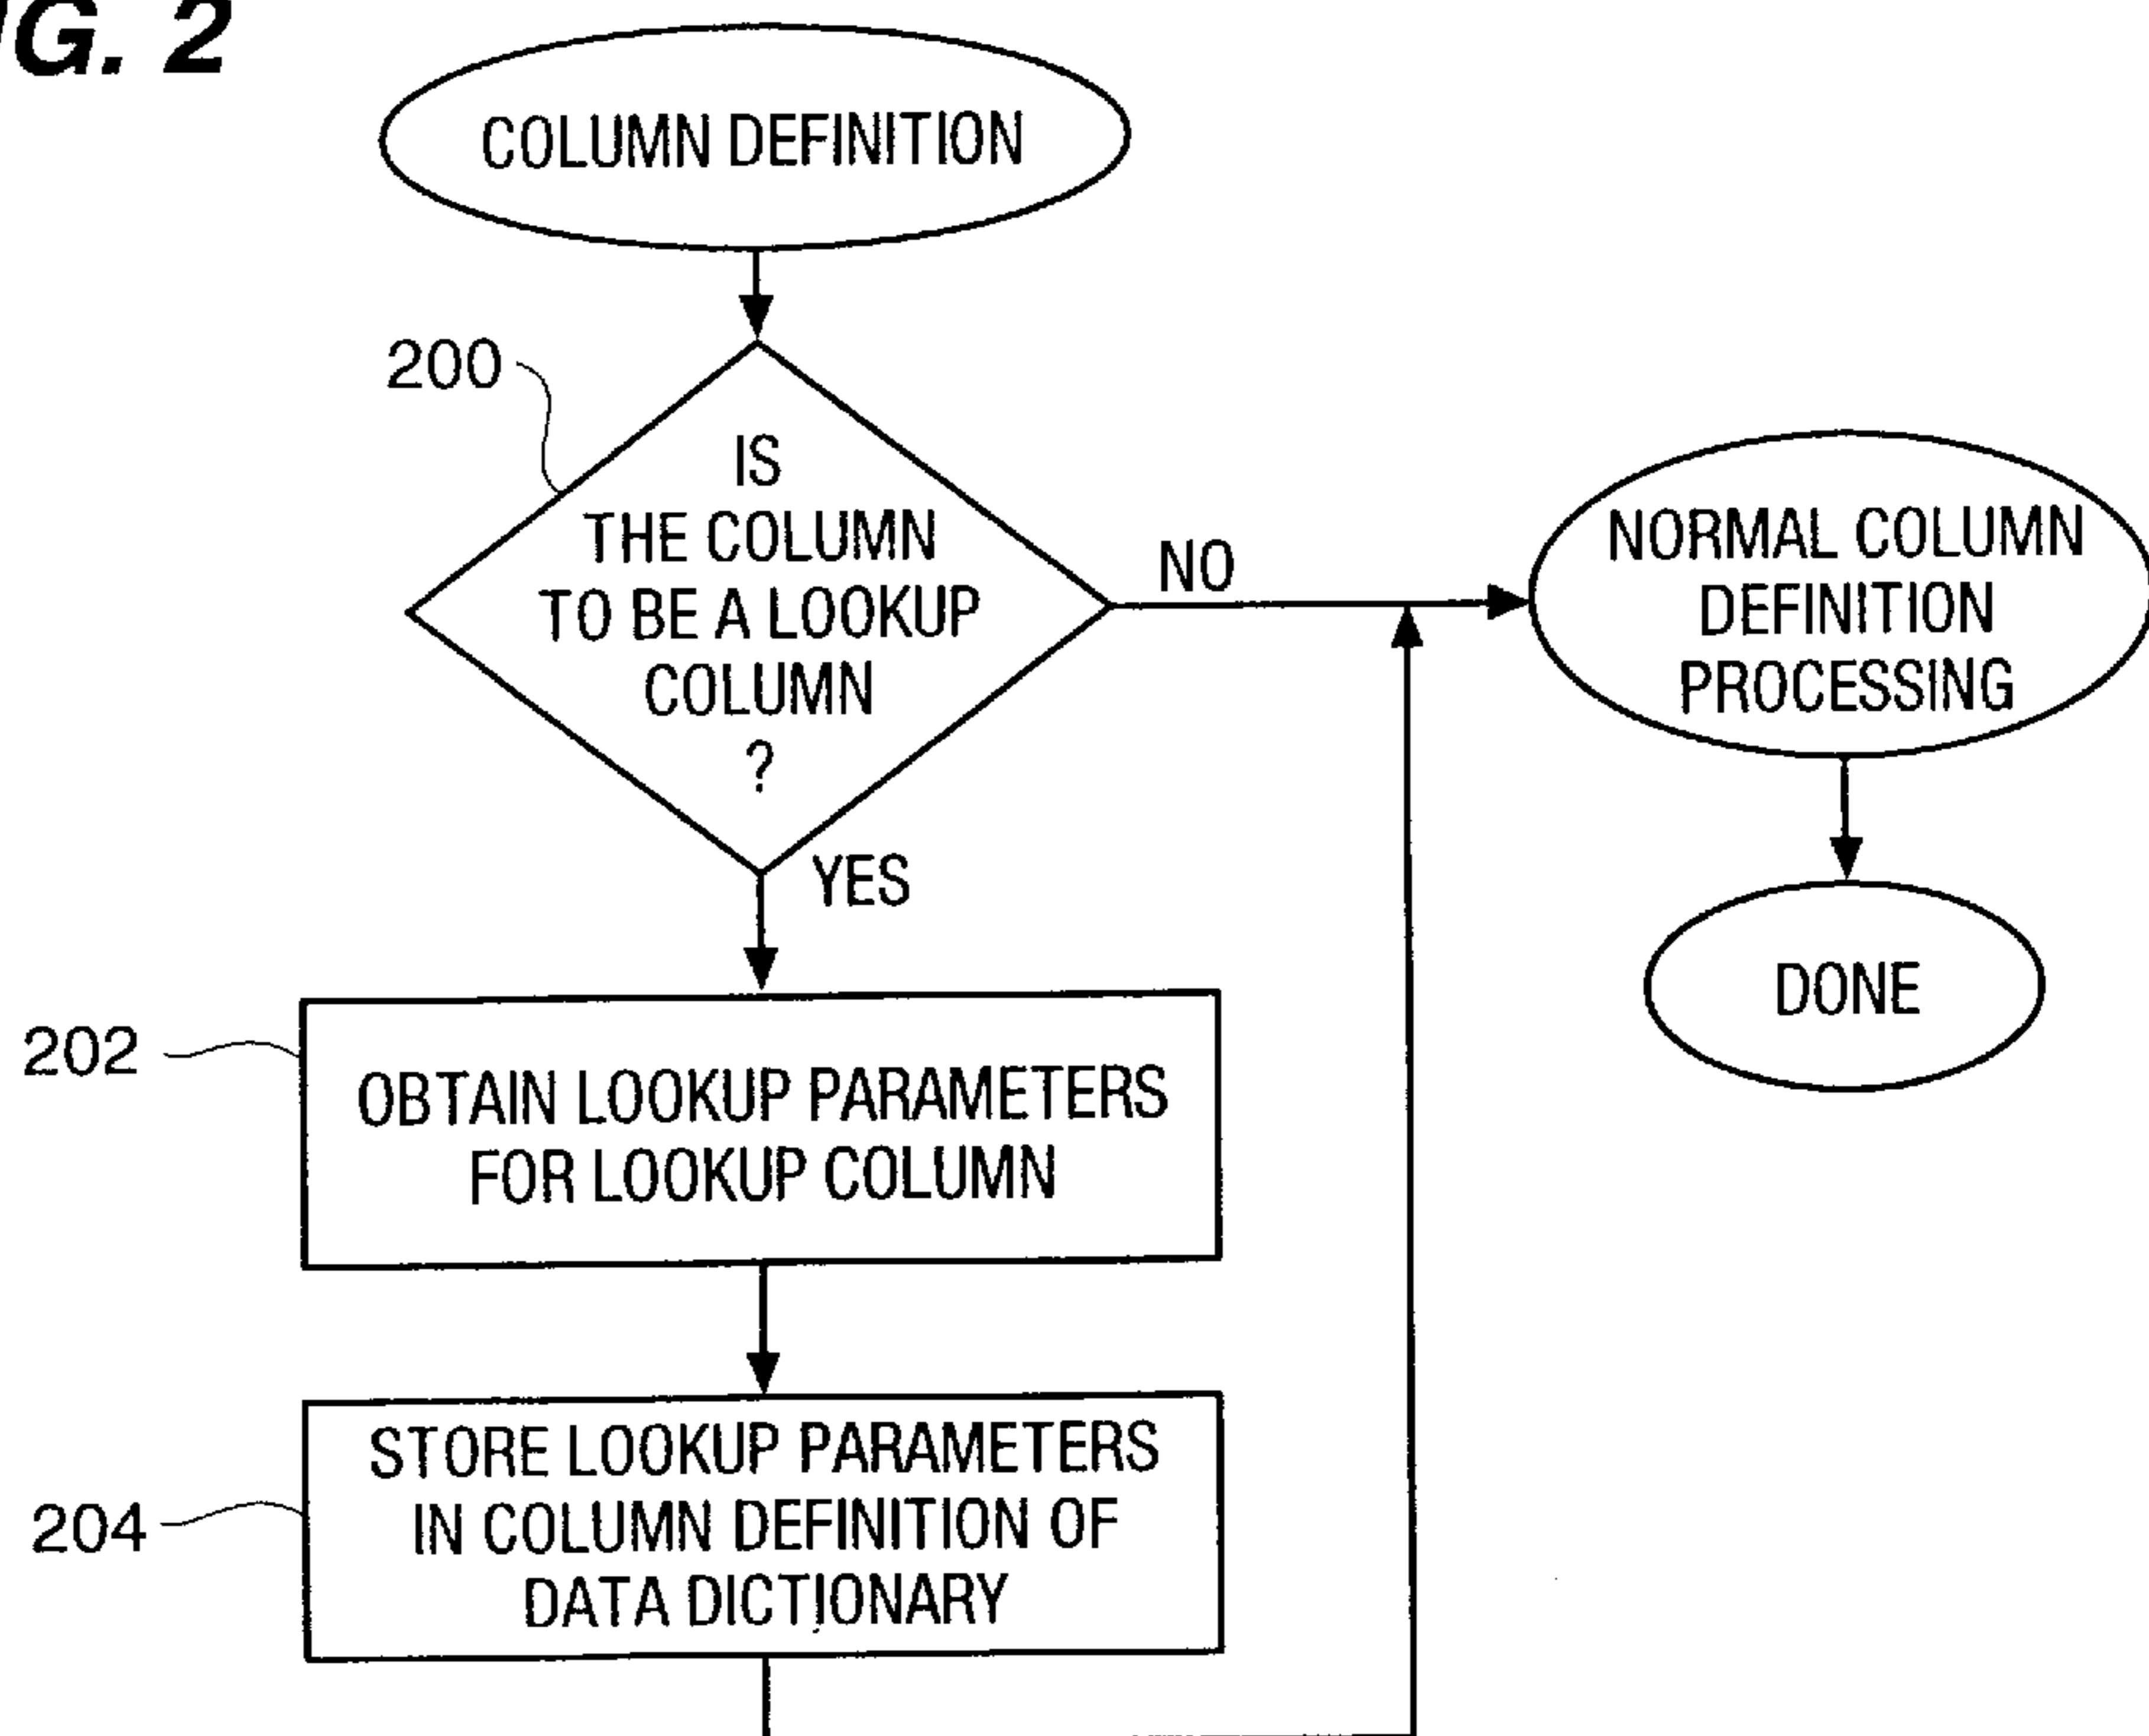 G. 2
COLUMN DEFINITION
200
IS
THE COLUMN
TO BE A LOOKUP
COLUMN
?
NO
NORMAL COLUMN
DEFINITION
PROCESSING
YES
DONE
202
OBTAIN LOOKUP PARAMETERS
FOR LOOKUP COLUMN
204
STORE LOOKUP PARAMETERS
IN COLUMN DEFINITION OF
DATA DICTIONARY